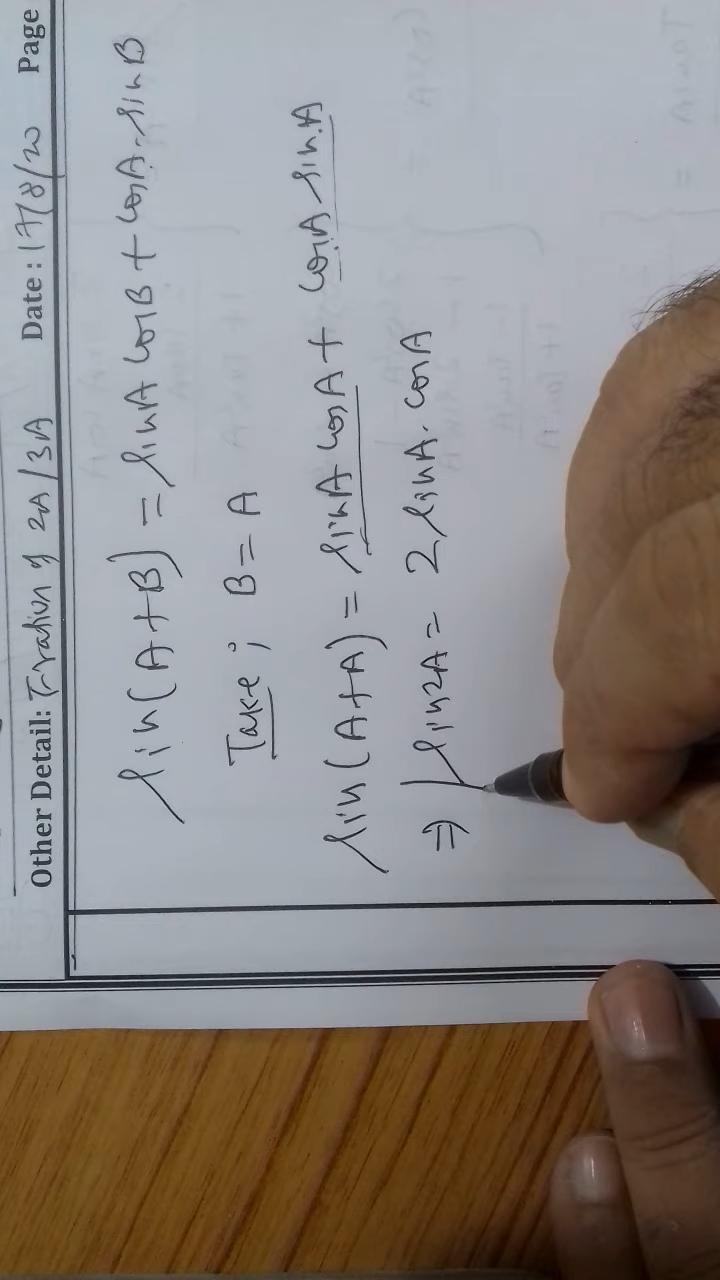 Other Detail: T-ration of 2A/3A Date: 17/8/20 Page
sin(A+B) = sinA cosB + cosA.sinB
Take; B = A
sin(A+A) = sinA cosA + cosA sinA
⇒ sin2A = 2 sinA. cosA